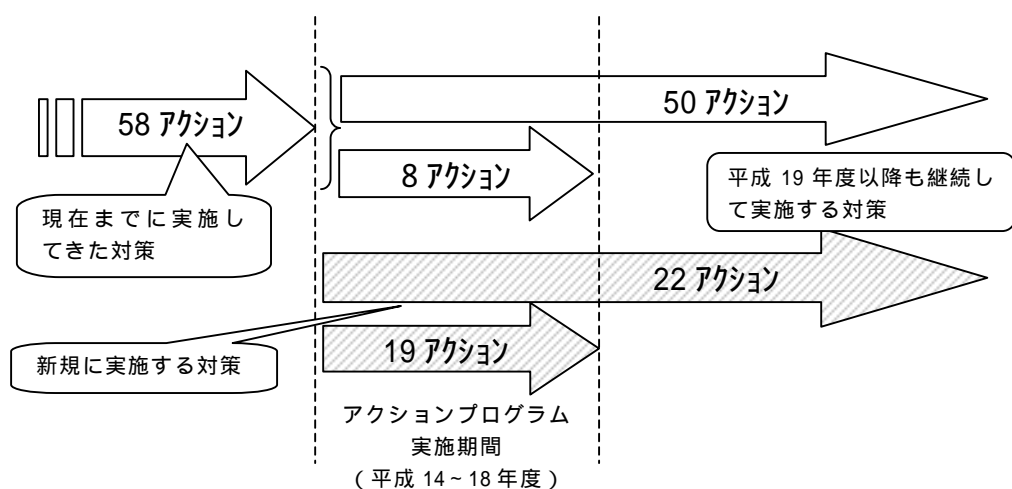 58 ｱｸｼｮﾝ
50 ｱｸｼｮﾝ
8 ｱｸｼｮﾝ
現在までに実施し
てきた対策
平成 19 年度以降も継続し
て実施する対策
22 ｱｸｼｮﾝ
新規に実施する対策
19 ｱｸｼｮﾝ
アクションプログラム
実施期間
（平成 14～18 年度）